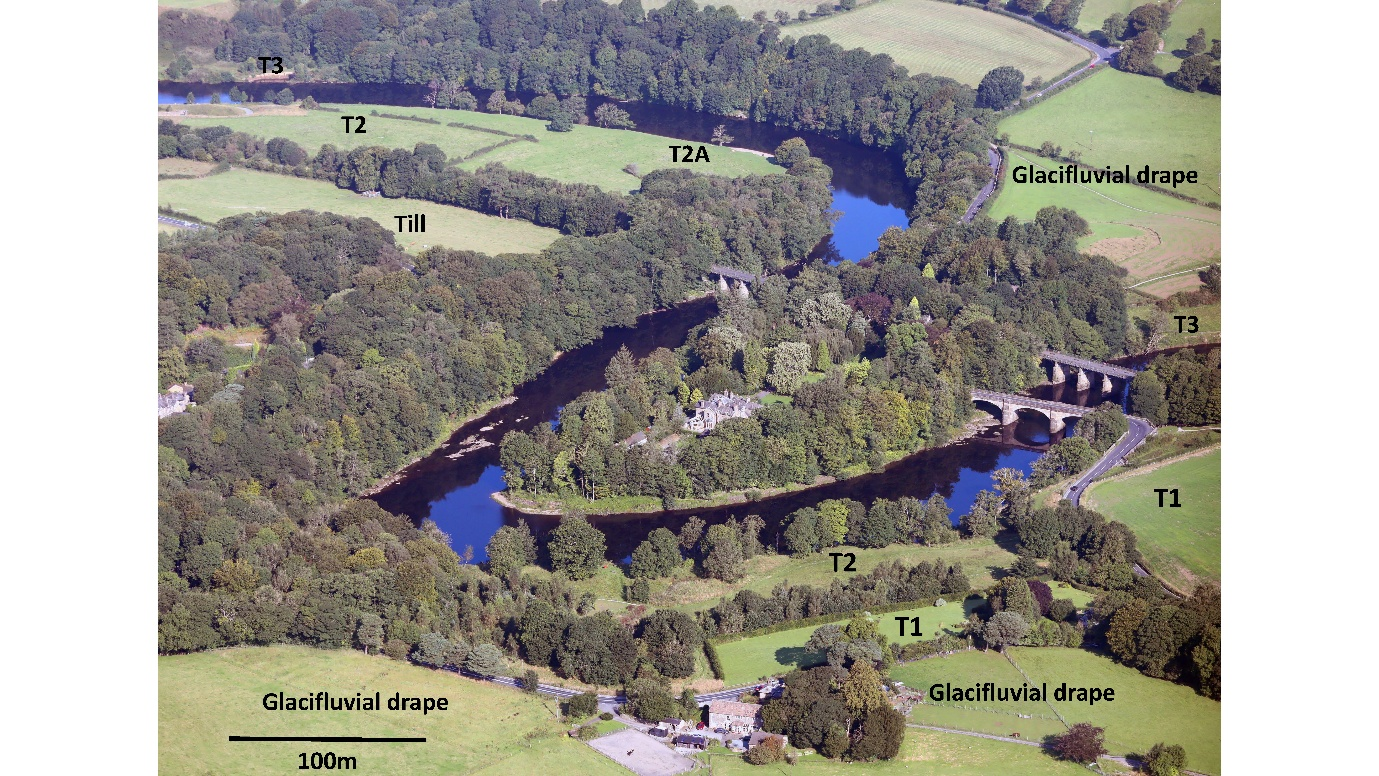 T3
T2
T2A
Glacifluvial drape
Till
T3
T1
T2
T1
Glacifluvial drape
Glacifluvial drape
100m